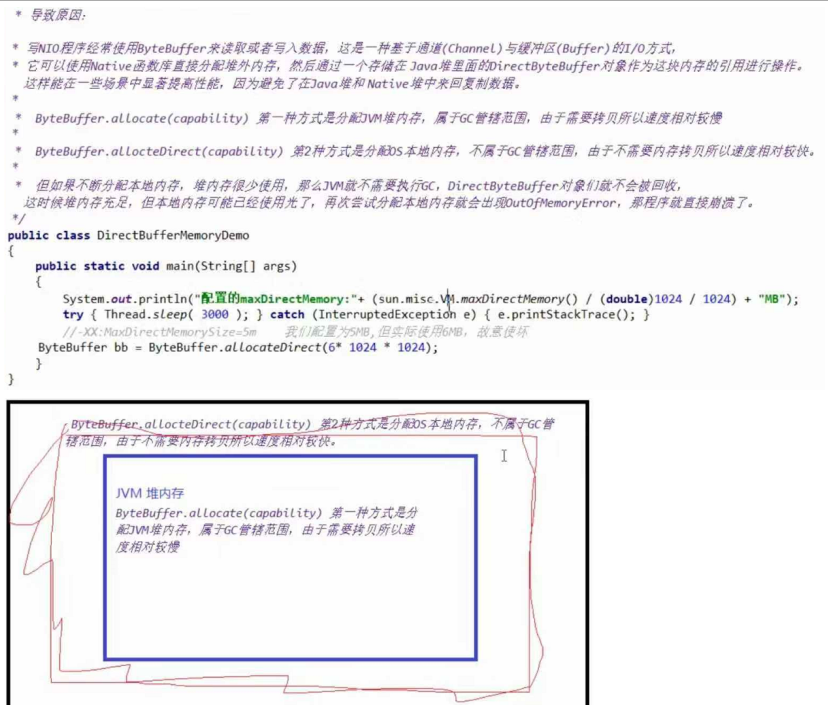 * 导致原因:
* 写NIO程序经常使用ByteBuffer来读取或者写入数据，这是一种基于通道(Channel)与缓冲区(Buffer)的I/O方式，
* 它可以使用Native函数库直接分配堆外内存，然后通过一个存储在 Java堆里面的DirectByteBuffer对象作为这块内存的引用进行操作。
这样能在一些场景中显著提高性能，因为避免了在Java堆和 Native堆中来回复制数据。
*
* ByteBuffer.allocate(capability) 第一种方式是分配JVM堆内存，属于GC管辖范围，由于需要拷贝所以速度相对较慢
*
* ByteBuffer.allocteDirect(capability) 第2种方式是分配OS本地内存，不属于GC管辖范围，由于不需要内存拷贝所以速度相对较快。
*
* 但如果不断分配本地内存，堆内存很少使用，那么JVM就不需要执行GC，DirectByteBuffer对象们就不会被回收，
这时候堆内存充足，但本地内存可能已经使用光了，再次尝试分配本地内存就会出现OutOfMemoryError，那程序就直接崩溃了。
*/
public class DirectBufferMemoryDemo
{
public static void main(String[] args)
{
System.out.println("配置的maxDirectMemory:"+ (sun.misc.VM.maxDirectMemory() / (double)1024 / 1024) + "MB");
try { Thread.sleep( 3000 ); } catch (InterruptedException e) { e.printStackTrace(); }
//-XX:MaxDirectMemorySize=5m 我们配置为5MB,但实际使用6MB，故意使坏
ByteBuffer bb = ByteBuffer.allocateDirect(6* 1024 * 1024);
}
}
ByteBuffer.allocteDirect(capability) 第2种方式是分配OS本地内存，不属于GC管
辖范围，由于不需要内存拷贝所以速度相对较快。
JVM 堆内存
ByteBuffer.allocate(capability) 第一种方式是分
配JVM堆内存，属于GC管辖范围，由于需要拷贝所以速
度相对较慢